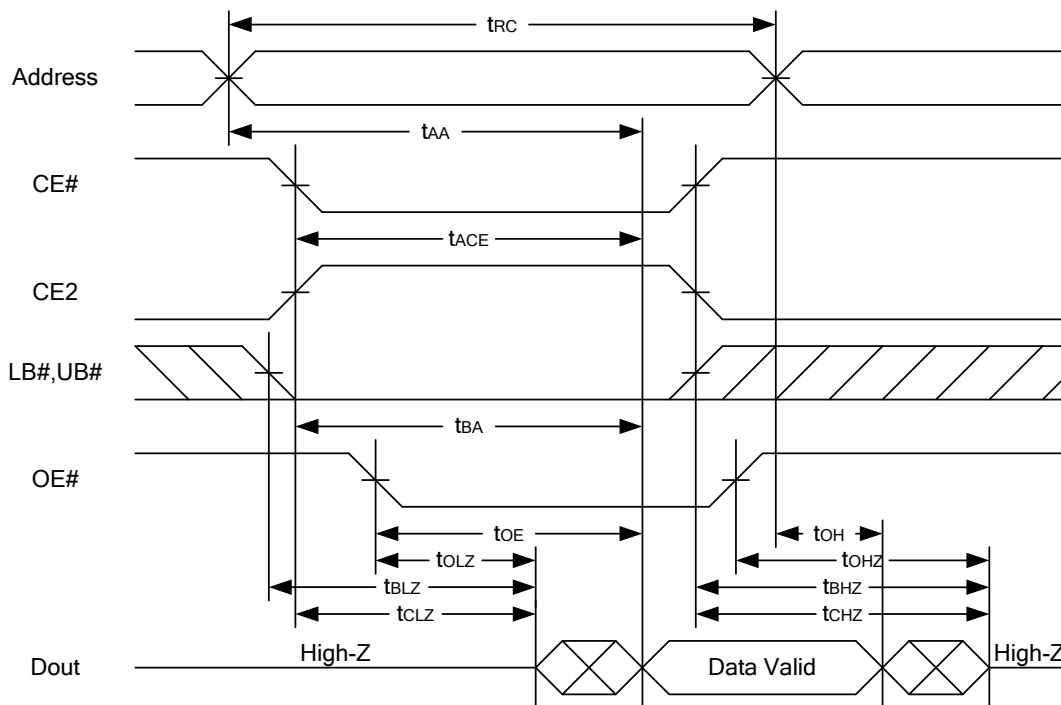 tRC
Address
tAA
CE#
tACE
CE2
LB#,UB#
tBA
OE#
tOE
tOH
tOLZ
tOHZ
tBLZ
tBHZ
tCLZ
tCHZ
High-Z
Dout
Data Valid
High-Z